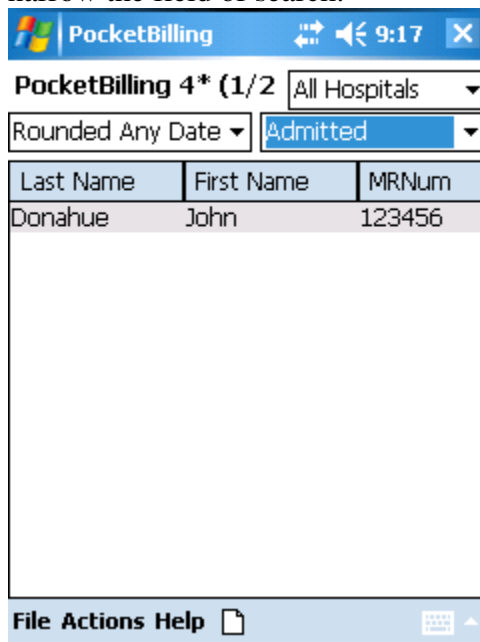 narrow the field of search.
PocketBilling 9:17
PocketBilling 4* (1/2 All Hospitals
Rounded Any Date Admitted
Last Name First Name MRNum
Donahue John 123456
File Actions Help